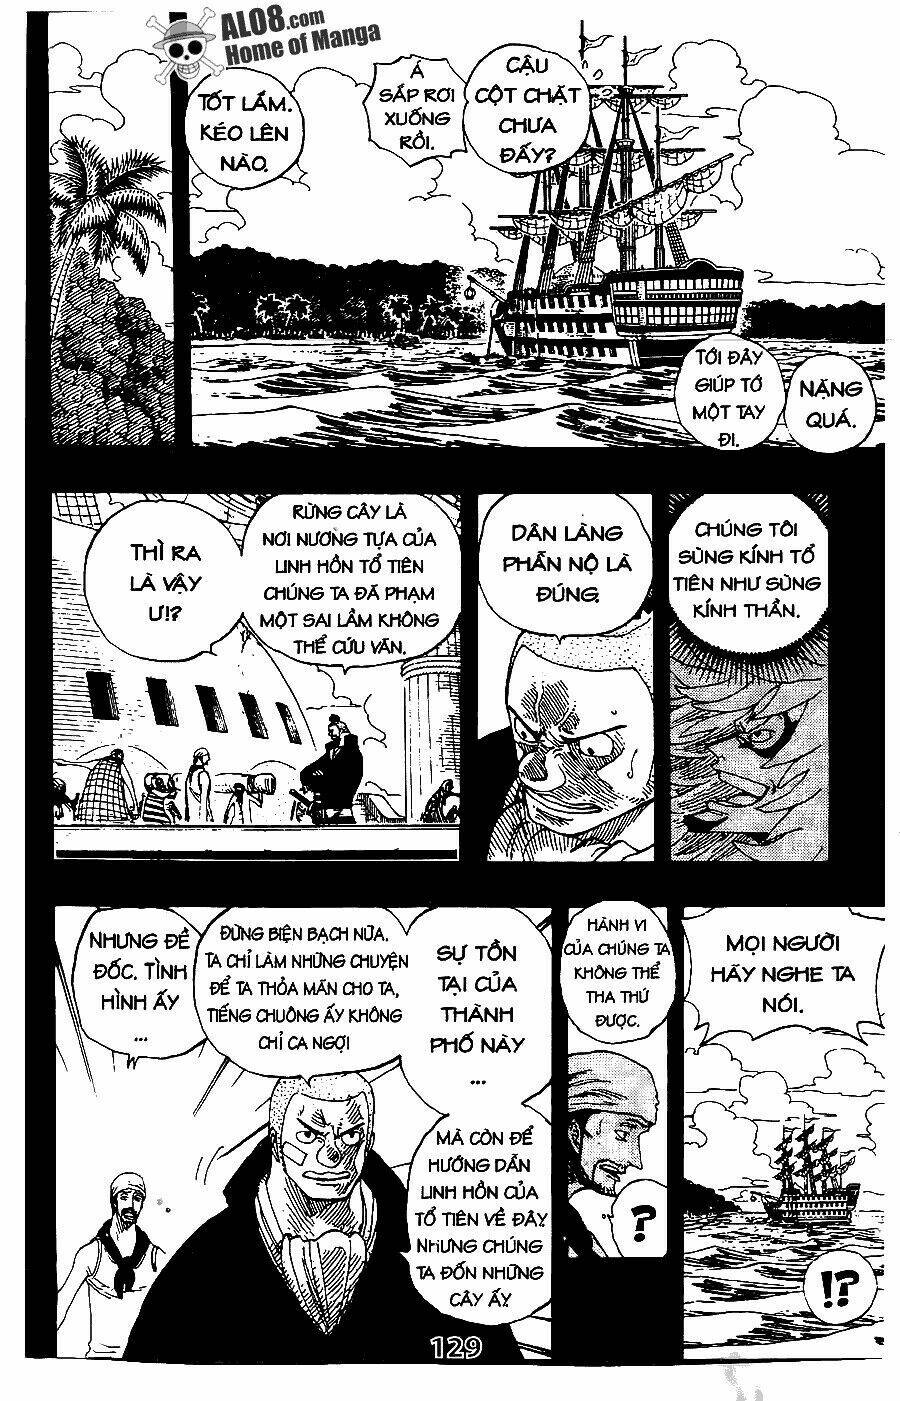 ALO8.com
Home of Manga
CẬU
CỘT CHẶT
CHƯA
ĐẤY?
Á
SẮP RƠI
XUỐNG
RỒI.
TỐT LẮM.
KÉO LÊN
NÀO.
NẶNG
QUÁ.
TỚI ĐÂY
GIÚP TỚ
MỘT TAY
ĐI.
CHÚNG TÔI
SÙNG KÍNH TỔ
TIÊN NHƯ SÙNG
KÍNH THẦN.
DÂN LÀNG
PHẪN NỘ LÀ
ĐÚNG.
RỪNG CÂY LÀ
NƠI NƯƠNG TỰA CỦA
LINH HỒN TỔ TIÊN
CHÚNG TA ĐÃ PHẠM
MỘT SAI LẦM KHÔNG
THỂ CỨU VÃN.
THÌ RA
LÀ VẬY
Ư!?
MỌI NGƯỜI
HÃY NGHE TA
NÓI.
!?
HÀNH VI
CỦA CHÚNG TA
KHÔNG THỂ
THA THỨ
ĐƯỢC.
?
SỰ TỒN
TẠI CỦA
THÀNH
PHỐ NÀY
...
MÀ CÒN ĐỂ
HƯỚNG DẪN
LINH HỒN CỦA
TỔ TIÊN VỀ ĐÂY.
NHƯNG CHÚNG
TA ĐỐN NHỮNG
CÂY ẤY.
ĐỪNG BIỆN BẠCH NỮA.
TA CHỈ LÀM NHỮNG CHUYỆN
ĐỂ TA THỎA MÃN CHO TA,
TIẾNG CHUÔNG ẤY KHÔNG
CHỈ CA NGỢI
NHƯNG ĐỀ
ĐỐC. TÌNH
HÌNH ẤY
...
129